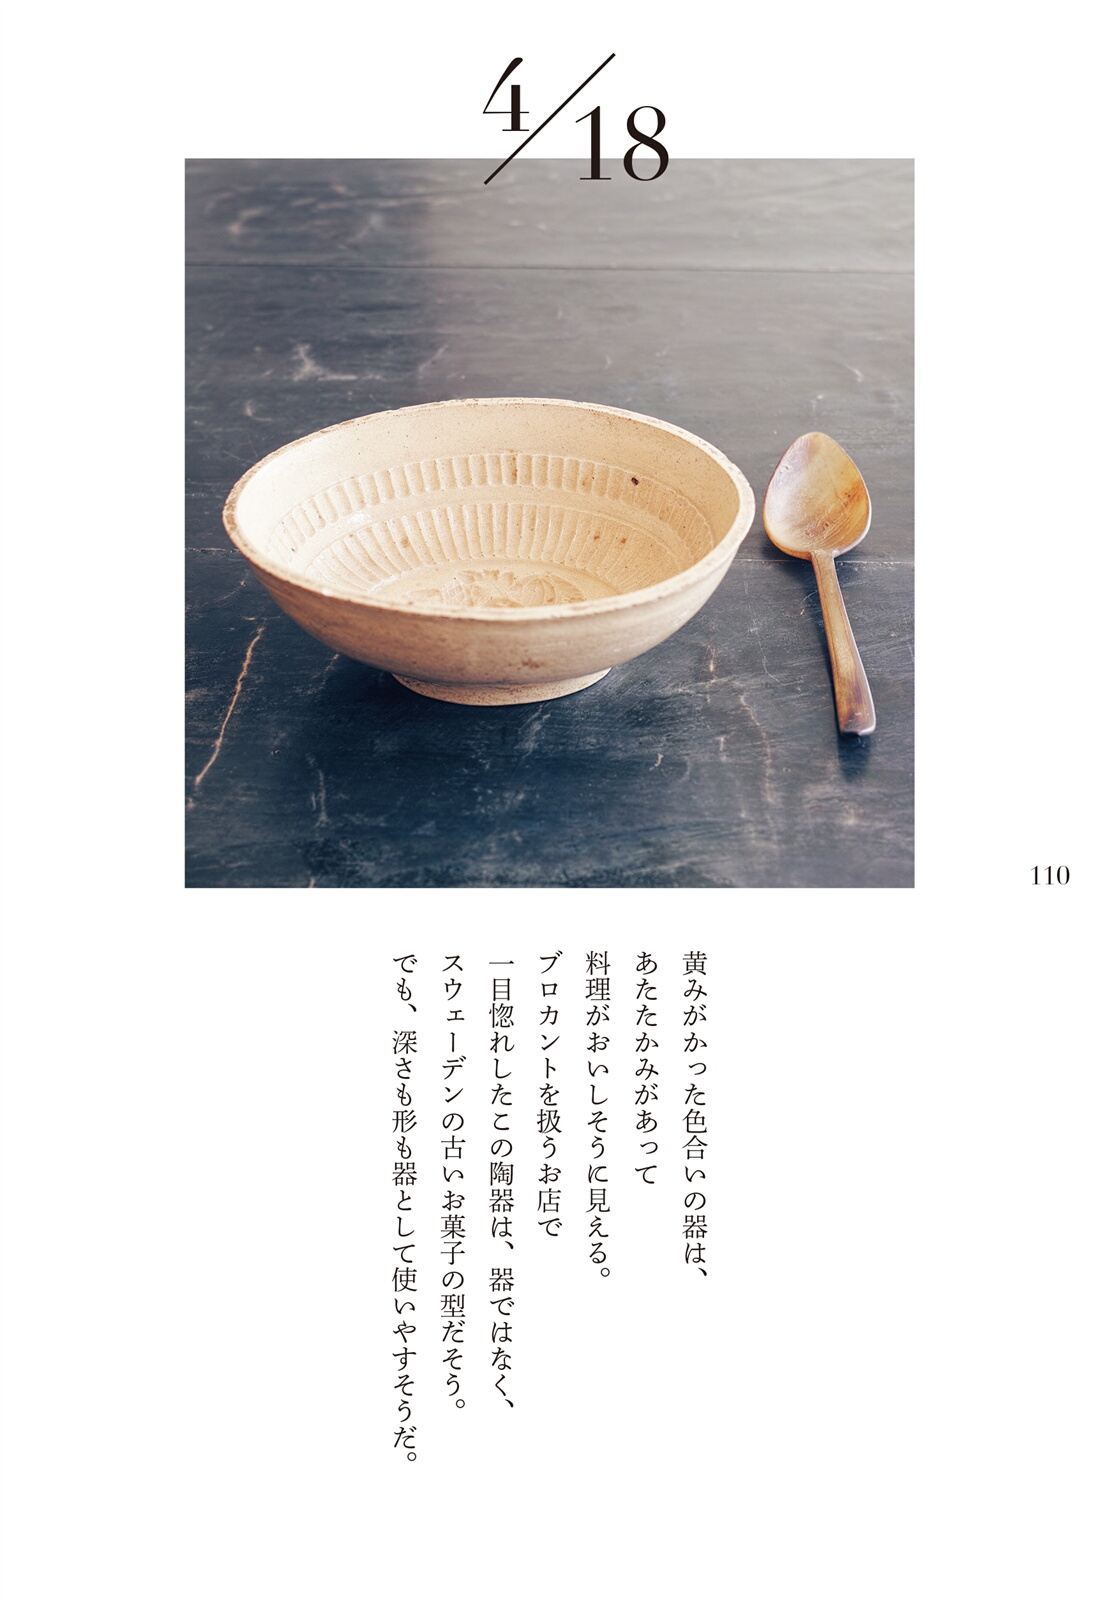 4/18
110
黄みがかった色合いの器は、
あたたかみがあって
料理がおいしそうに見える。
ブロカントを扱うお店で
一目惚れしたこの陶器は、器ではなく、
スウェーデンの古いお菓子の型だそう。
でも、深さも形も器として使いやすそうだ。